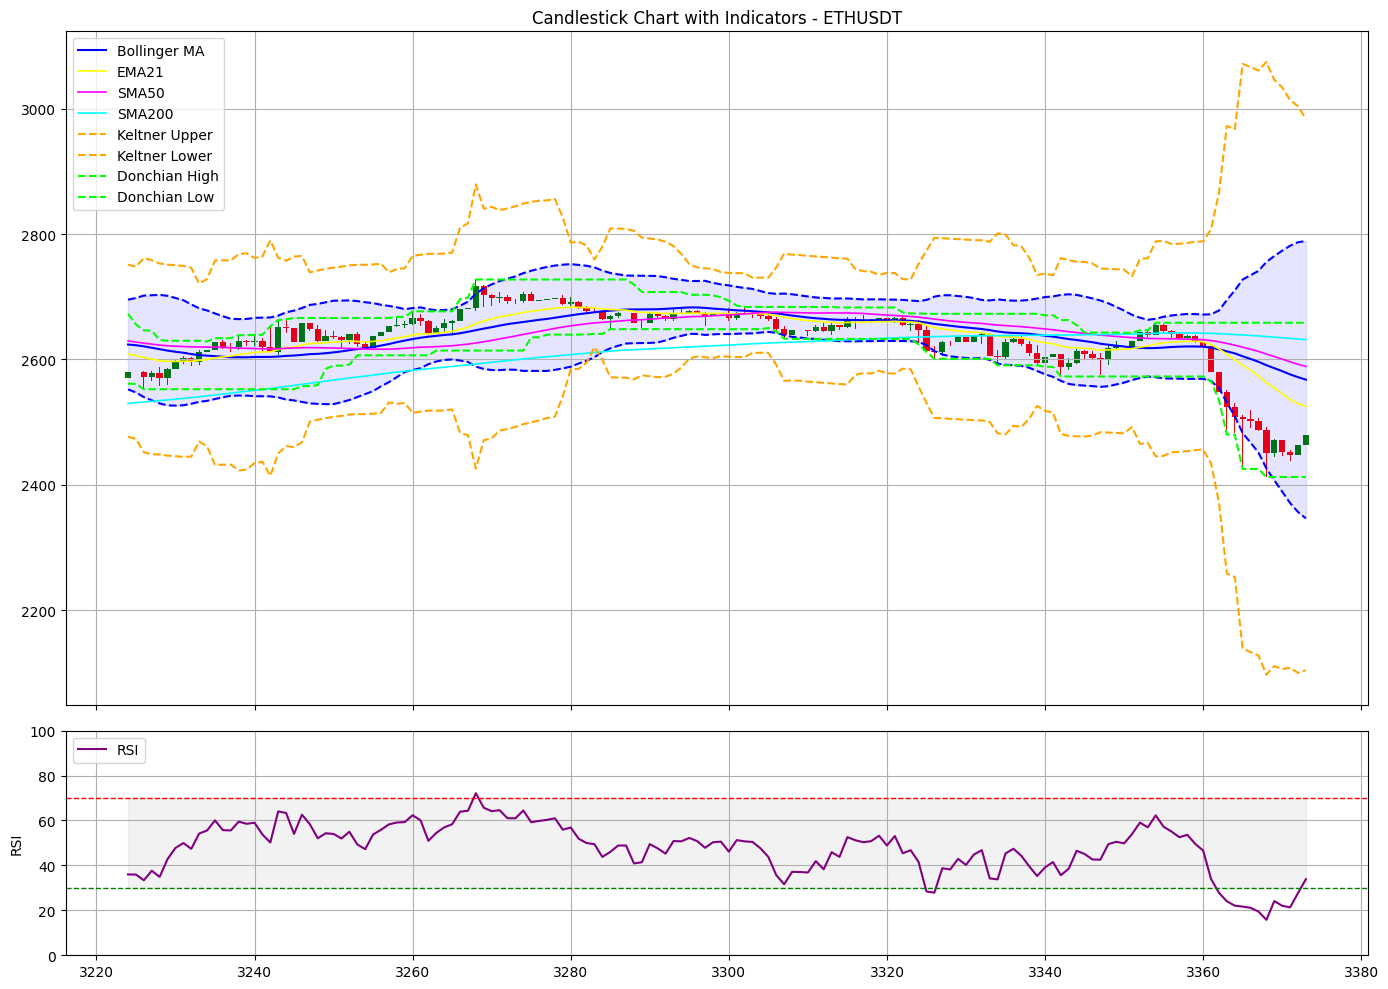 Candlestick Chart with Indicators - ETHUSDT
Bollinger MA
EMA21
SMA50
SMA200
Keltner Upper
Keltner Lower
Donchian High
Donchian Low
3000
2800
2600
2400
2200
RSI
100
80
60
40
20
0
RSI
3220 3240 3260 3280 3300 3320 3340 3360 3380